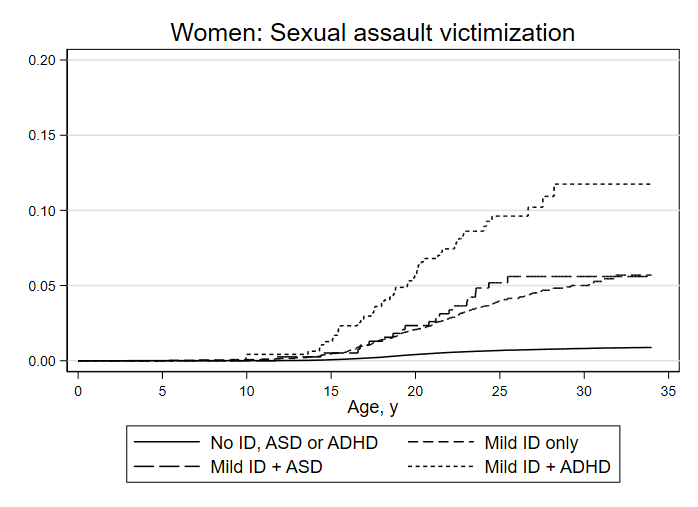 Women: Sexual assault victimization
0.20
0.15
0.10
0.05
0.00
0 5 10 15 20 25 30 35
Age, y
No ID, ASD or ADHD Mild ID only
Mild ID + ASD Mild ID + ADHD